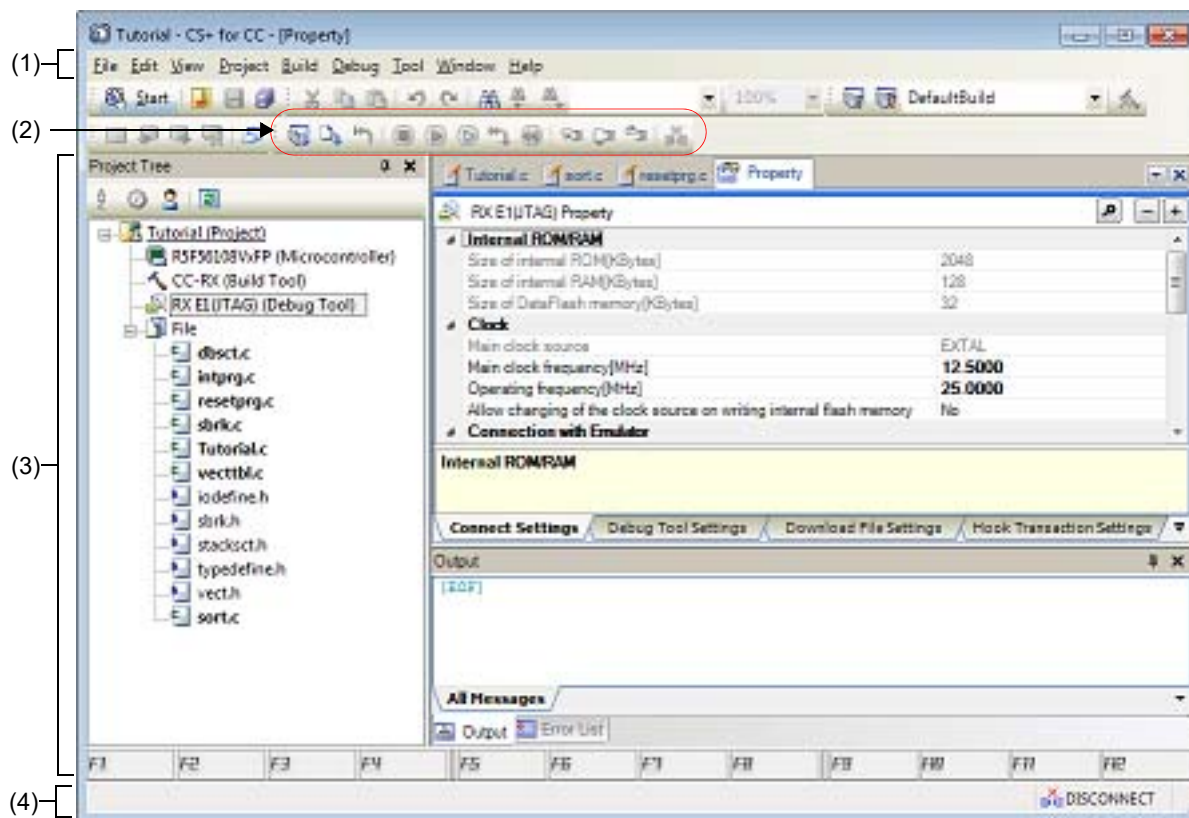 Tutorial - CS+ for CC - [Property]
(1)
File Edit View Project Build Debug Tool Window Help
Start 100% DefaultBuild
(2)
(3)
Project Tree
Tutorial (Project)
R5F56108VxFP (Microcontroller)
CC-RX (Build Tool)
RX E1(JTAG) (Debug Tool)
File
dbsct.c
intprg.c
resetprg.c
sbrk.c
Tutorial.c
vecttbl.c
iodefine.h
sbrk.h
stacksct.h
typedefine.h
vect.h
sort.c
Tutorial.c sort.c resetprg.c Property
RX E1(JTAG) Property
Internal ROM/RAM
Size of internal ROM[KBytes] 2048
Size of internal RAM[KBytes] 128
Size of DataFlash memory[KBytes] 32
Clock
Main clock source EXTAL
Main clock frequency[MHz] 12.5000
Operating frequency[MHz] 25.0000
Allow changing of the clock source on writing internal flash memory No
Connection with Emulator
Internal ROM/RAM
Connect Settings Debug Tool Settings Download File Settings Hook Transaction Settings
Output
[EOF]
All Messages
Output Error List
F1 F2 F3 F4 F5 F6 F7 F8 F9 F10 F11 F12
(4)
DISCONNECT